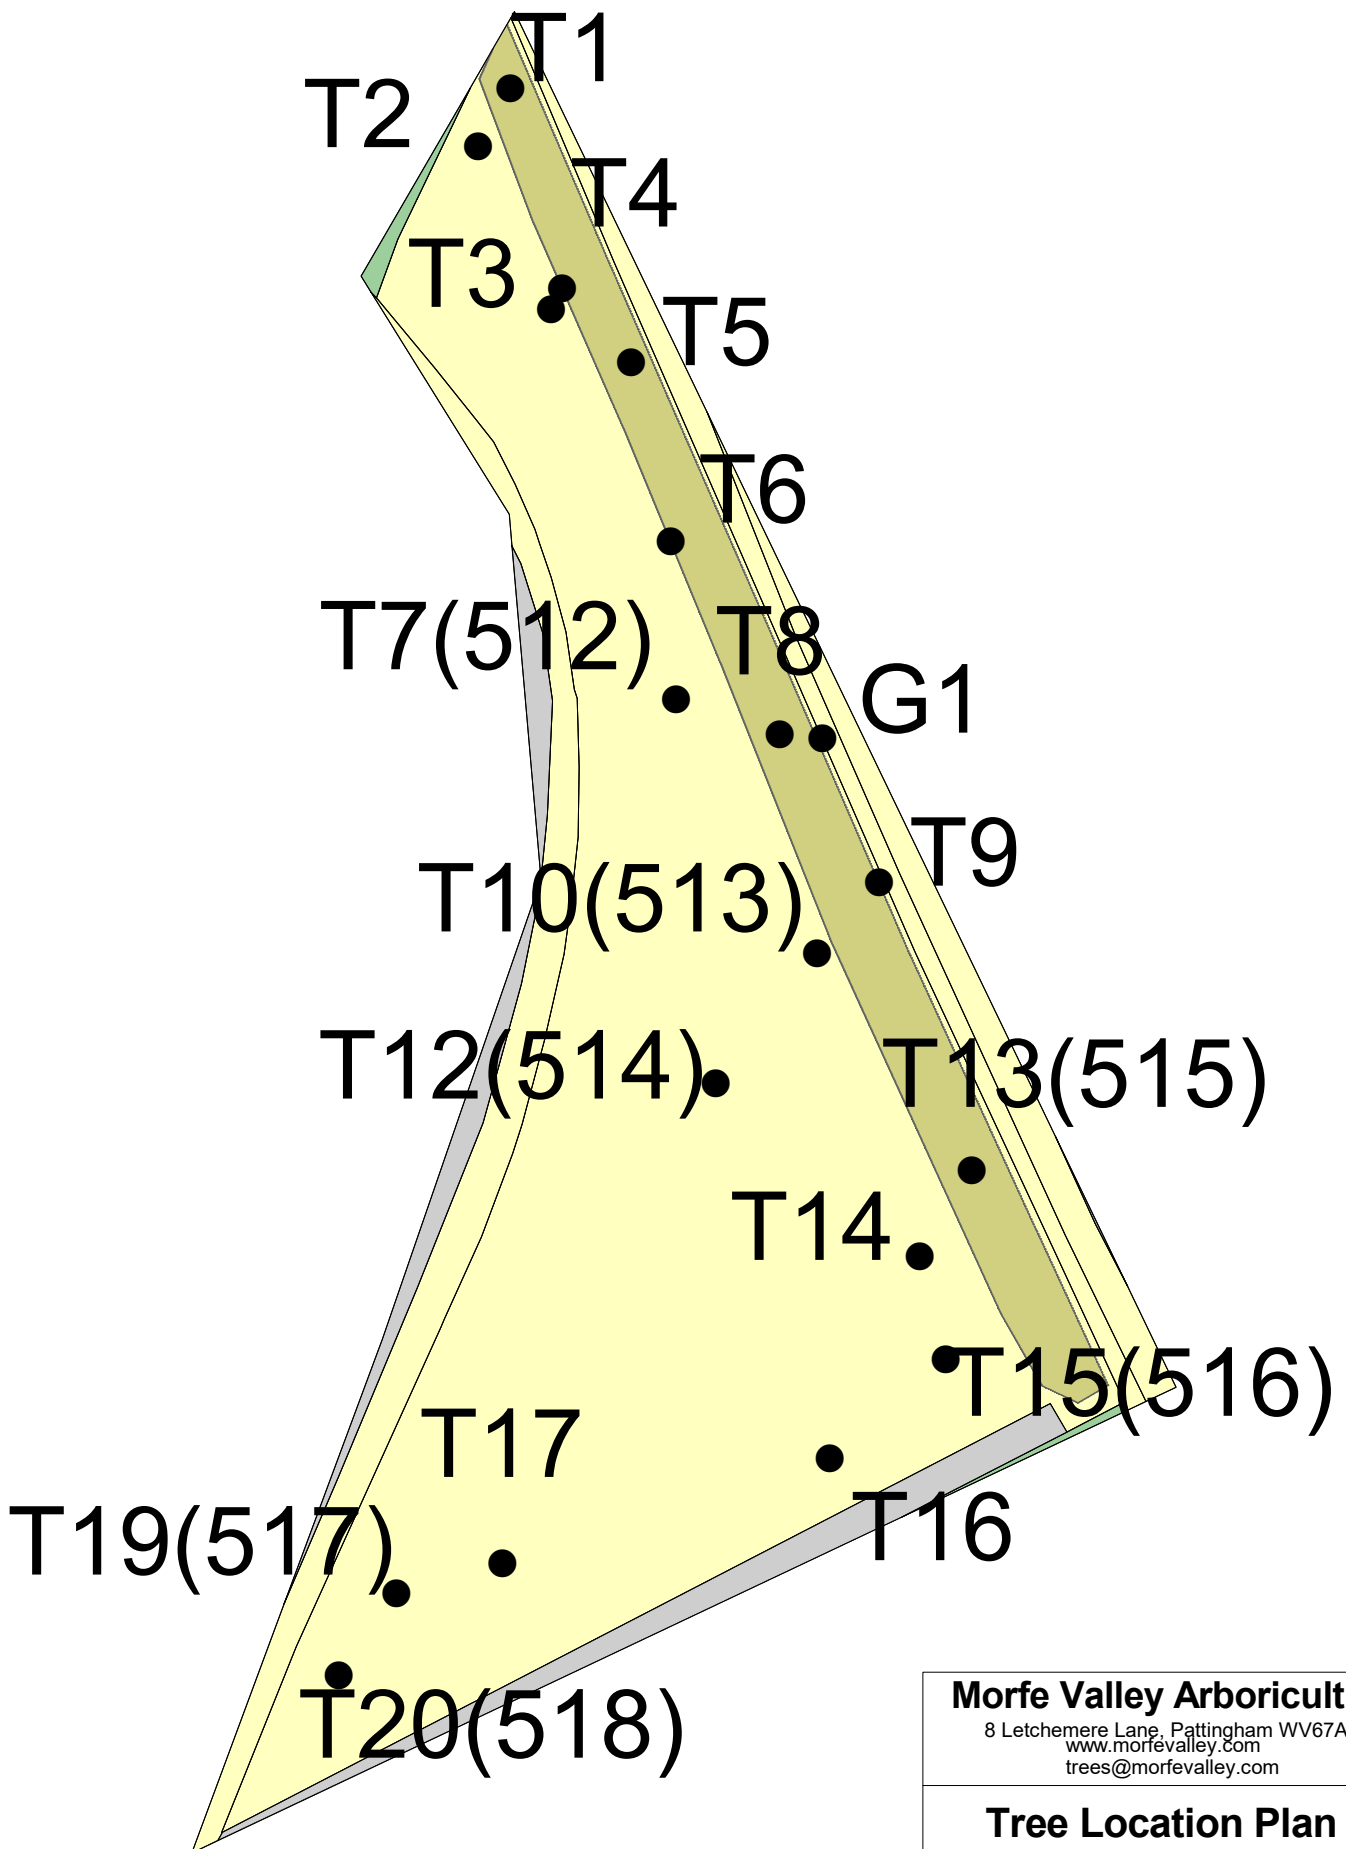 T1
T2
T4
T3
T5
T6
T7(512)
T8
G1
T9
T10(513)
T12(514)
T13(515)
T14
T15(516)
T17
T16
T19(517)
T20(518)
Morfe Valley Aboricult
8 Letchemere Lane, Pattingham WV67A
www.morfevalley.com
trees@morfevalley.com
Tree Location Plan